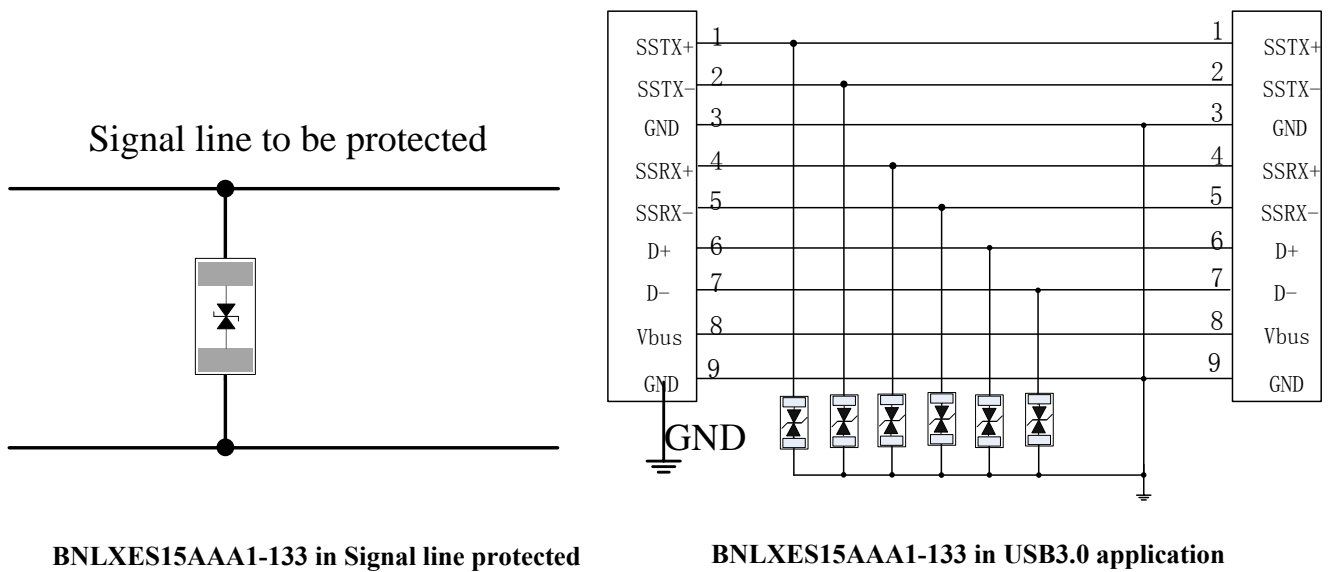 Signal line to be protected
SSTX+ 1 1 SSTX+
SSTX- 2 2 SSTX-
GND 3 3 GND
SSRX+ 4 4 SSRX+
SSRX- 5 5 SSRX-
D+ 6 6 D+
D- 7 7 D-
Vbus 8 8 Vbus
GND 9 9 GND
GND
BNLXES15AAA1-133 in Signal line protected
BNLXES15AAA1-133 in USB3.0 application